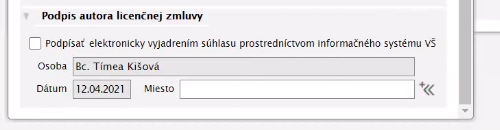 Podpis autora licenčnej zmluvy
Podpísať elektronicky vyjadrením súhlasu prostredníctvom informačného systému VŠ
Osoba Bc. Tímea Kišová
Dátum 12.04.2021 Miesto